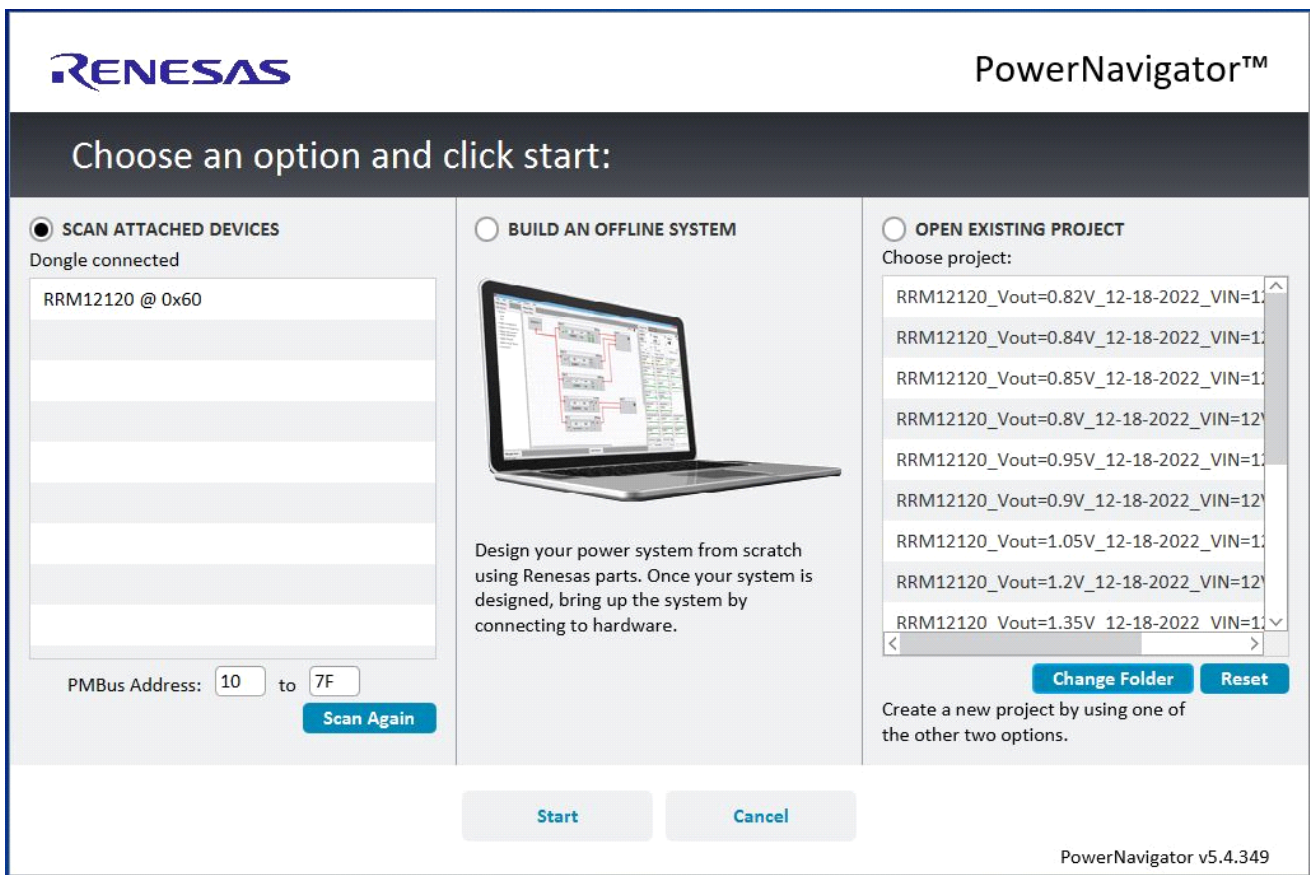 RENESAS
PowerNavigator™
Choose an option and click start:
SCAN ATTACHED DEVICES
Dongle connected
RRM12120 @ 0x60
PMBus Address: 10 to 7F
Scan Again
BUILD AN OFFLINE SYSTEM
Design your power system from scratch
using Renesas parts. Once your system is
designed, bring up the system by
connecting to hardware.
OPEN EXISTING PROJECT
Choose project:
RRM12120_Vout=0.82V_12-18-2022_VIN=12
RRM12120_Vout=0.84V_12-18-2022_VIN=12
RRM12120_Vout=0.85V_12-18-2022_VIN=12
RRM12120_Vout=0.8V_12-18-2022_VIN=12V
RRM12120_Vout=0.95V_12-18-2022_VIN=12
RRM12120_Vout=0.9V_12-18-2022_VIN=12V
RRM12120_Vout=1.05V_12-18-2022_VIN=12
RRM12120_Vout=1.2V_12-18-2022_VIN=12V
RRM12120_Vout=1.35V_12-18-2022_VIN=12
Change Folder Reset
Create a new project by using one of
the other two options.
Start Cancel
PowerNavigator v5.4.349